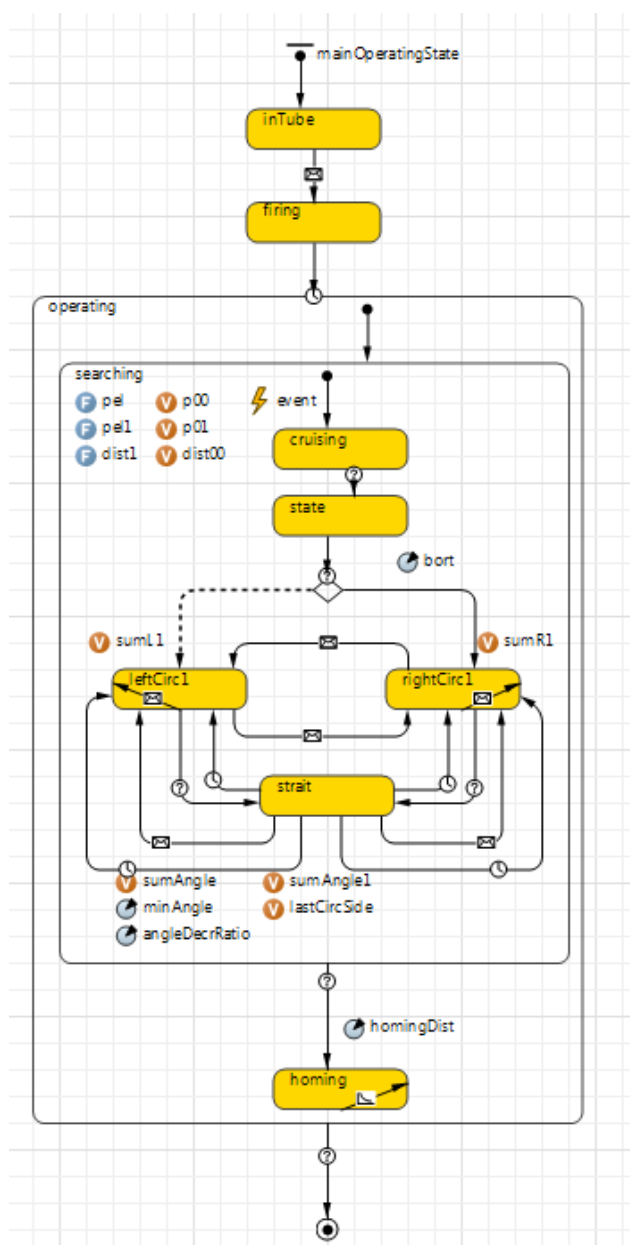 mainOperatingState
inTube
firing
operating
searching
F pel V p00 event
F pel1 V p01
F dist1 V dist00
cruising
?
state
?
bort
V sumL1 V sumR1
leftCirc1 rightCirc1
? ?
strait
V sumAngle V sumAngle1
minAngle V lastCircSide
angleDecrRatio
?
homingDist
homing
?